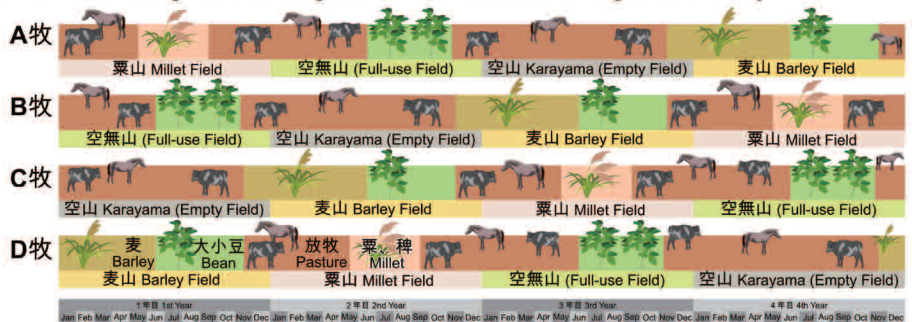 A牧
粟山 Millet Field 空無山 (Full-use Field) 空山 Karayama (Empty Field) 麦山 Barley Field
B牧
空無山 (Full-use Field) 空山 Karayama (Empty Field) 麦山 Barley Field 粟山 Millet Field
C牧
空山 Karayama (Empty Field) 麦山 Barley Field 粟山 Millet Field 空無山 (Full-use Field)
D牧
麦 大小豆 放牧 粟、稗
Barley Bean Pasture Millet
麦山 Barley Field 粟山 Millet Field 空無山 (Full-use Field) 空山 Karayama (Empty Field)
1年目 1st Year 2年目 2nd Year 3年目 3rd Year 4年目 4th Year
Jan Feb Mar Apr May Jun Jul Aug Sep Oct Nov Dec Jan Feb Mar Apr May Jun Jul Aug Sep Oct Nov Dec Jan Feb Mar Apr May Jun Jul Aug Sep Oct Nov Dec Jan Feb Mar Apr May Jun Jul Aug Sep Oct Nov Dec